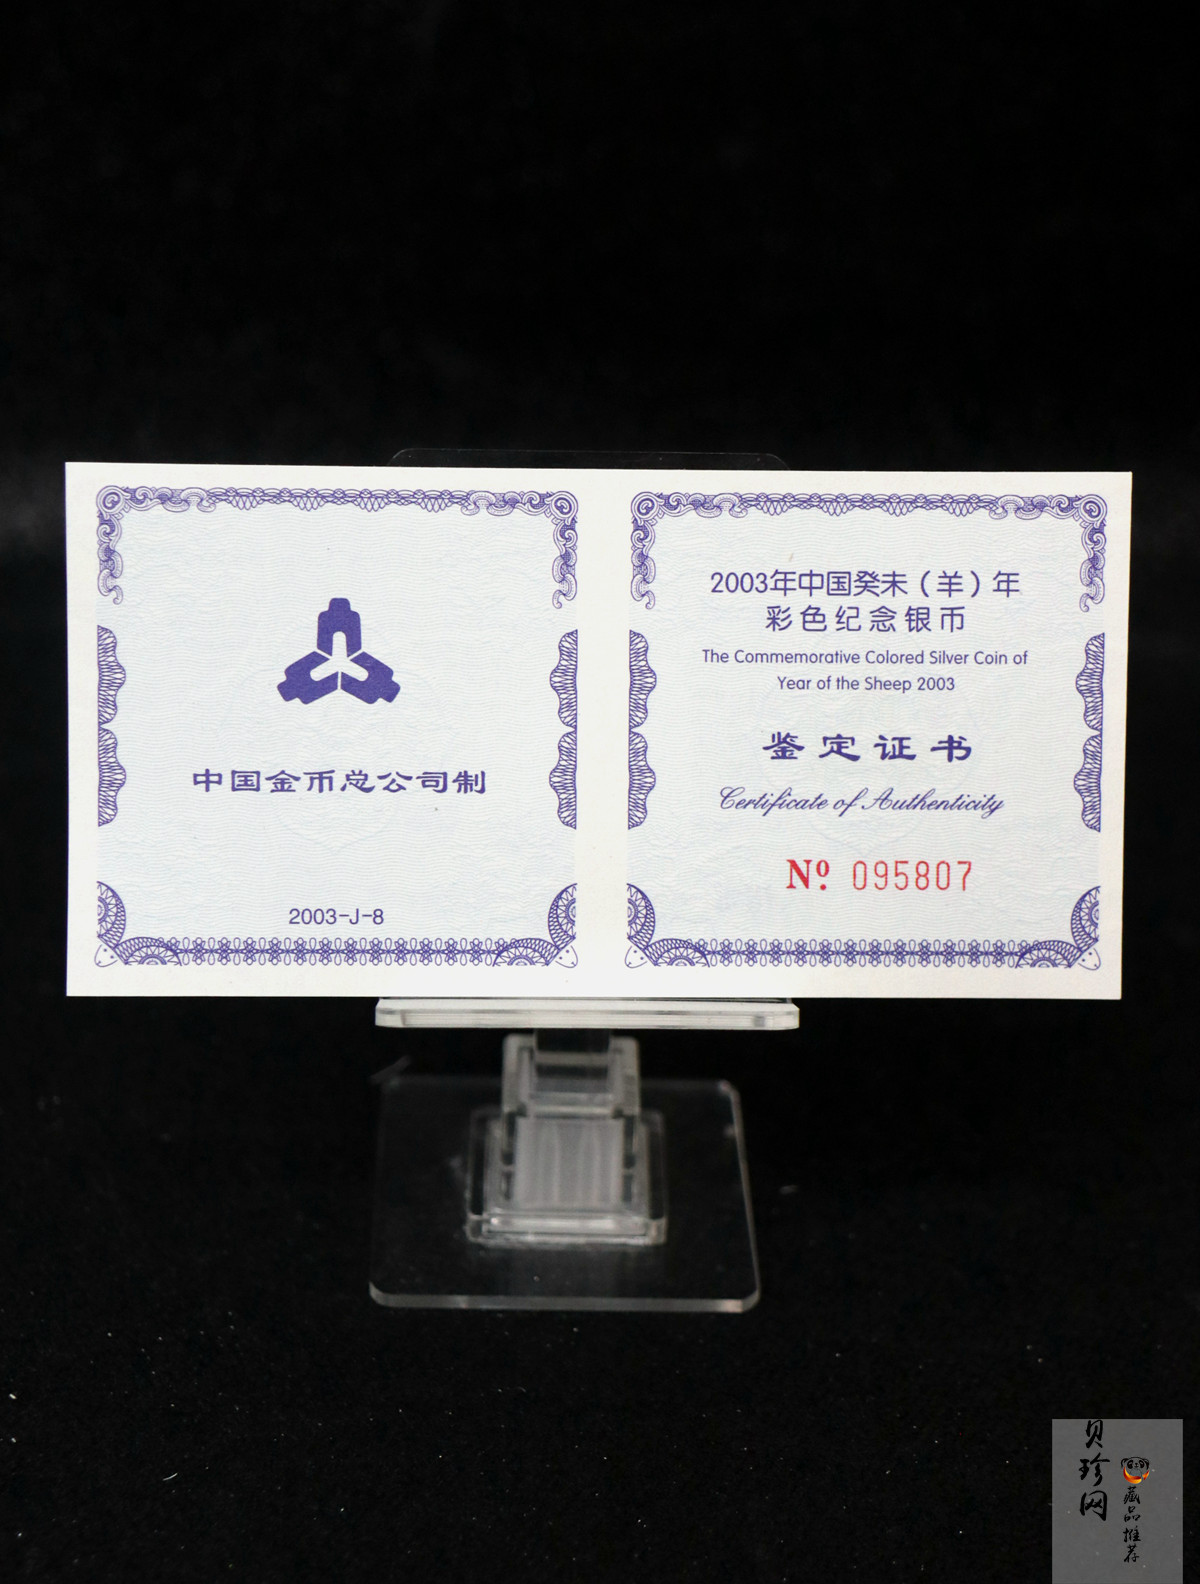 中国金币总公司制
2003-J-8
2003年中国癸未（羊）年
彩色纪念银币
The Commemorative Colored Silver Coin of
Year of the Sheep 2003
鉴定证书
Certificate of Authenticity
Nº 095807
贝珍网
藏品推荐